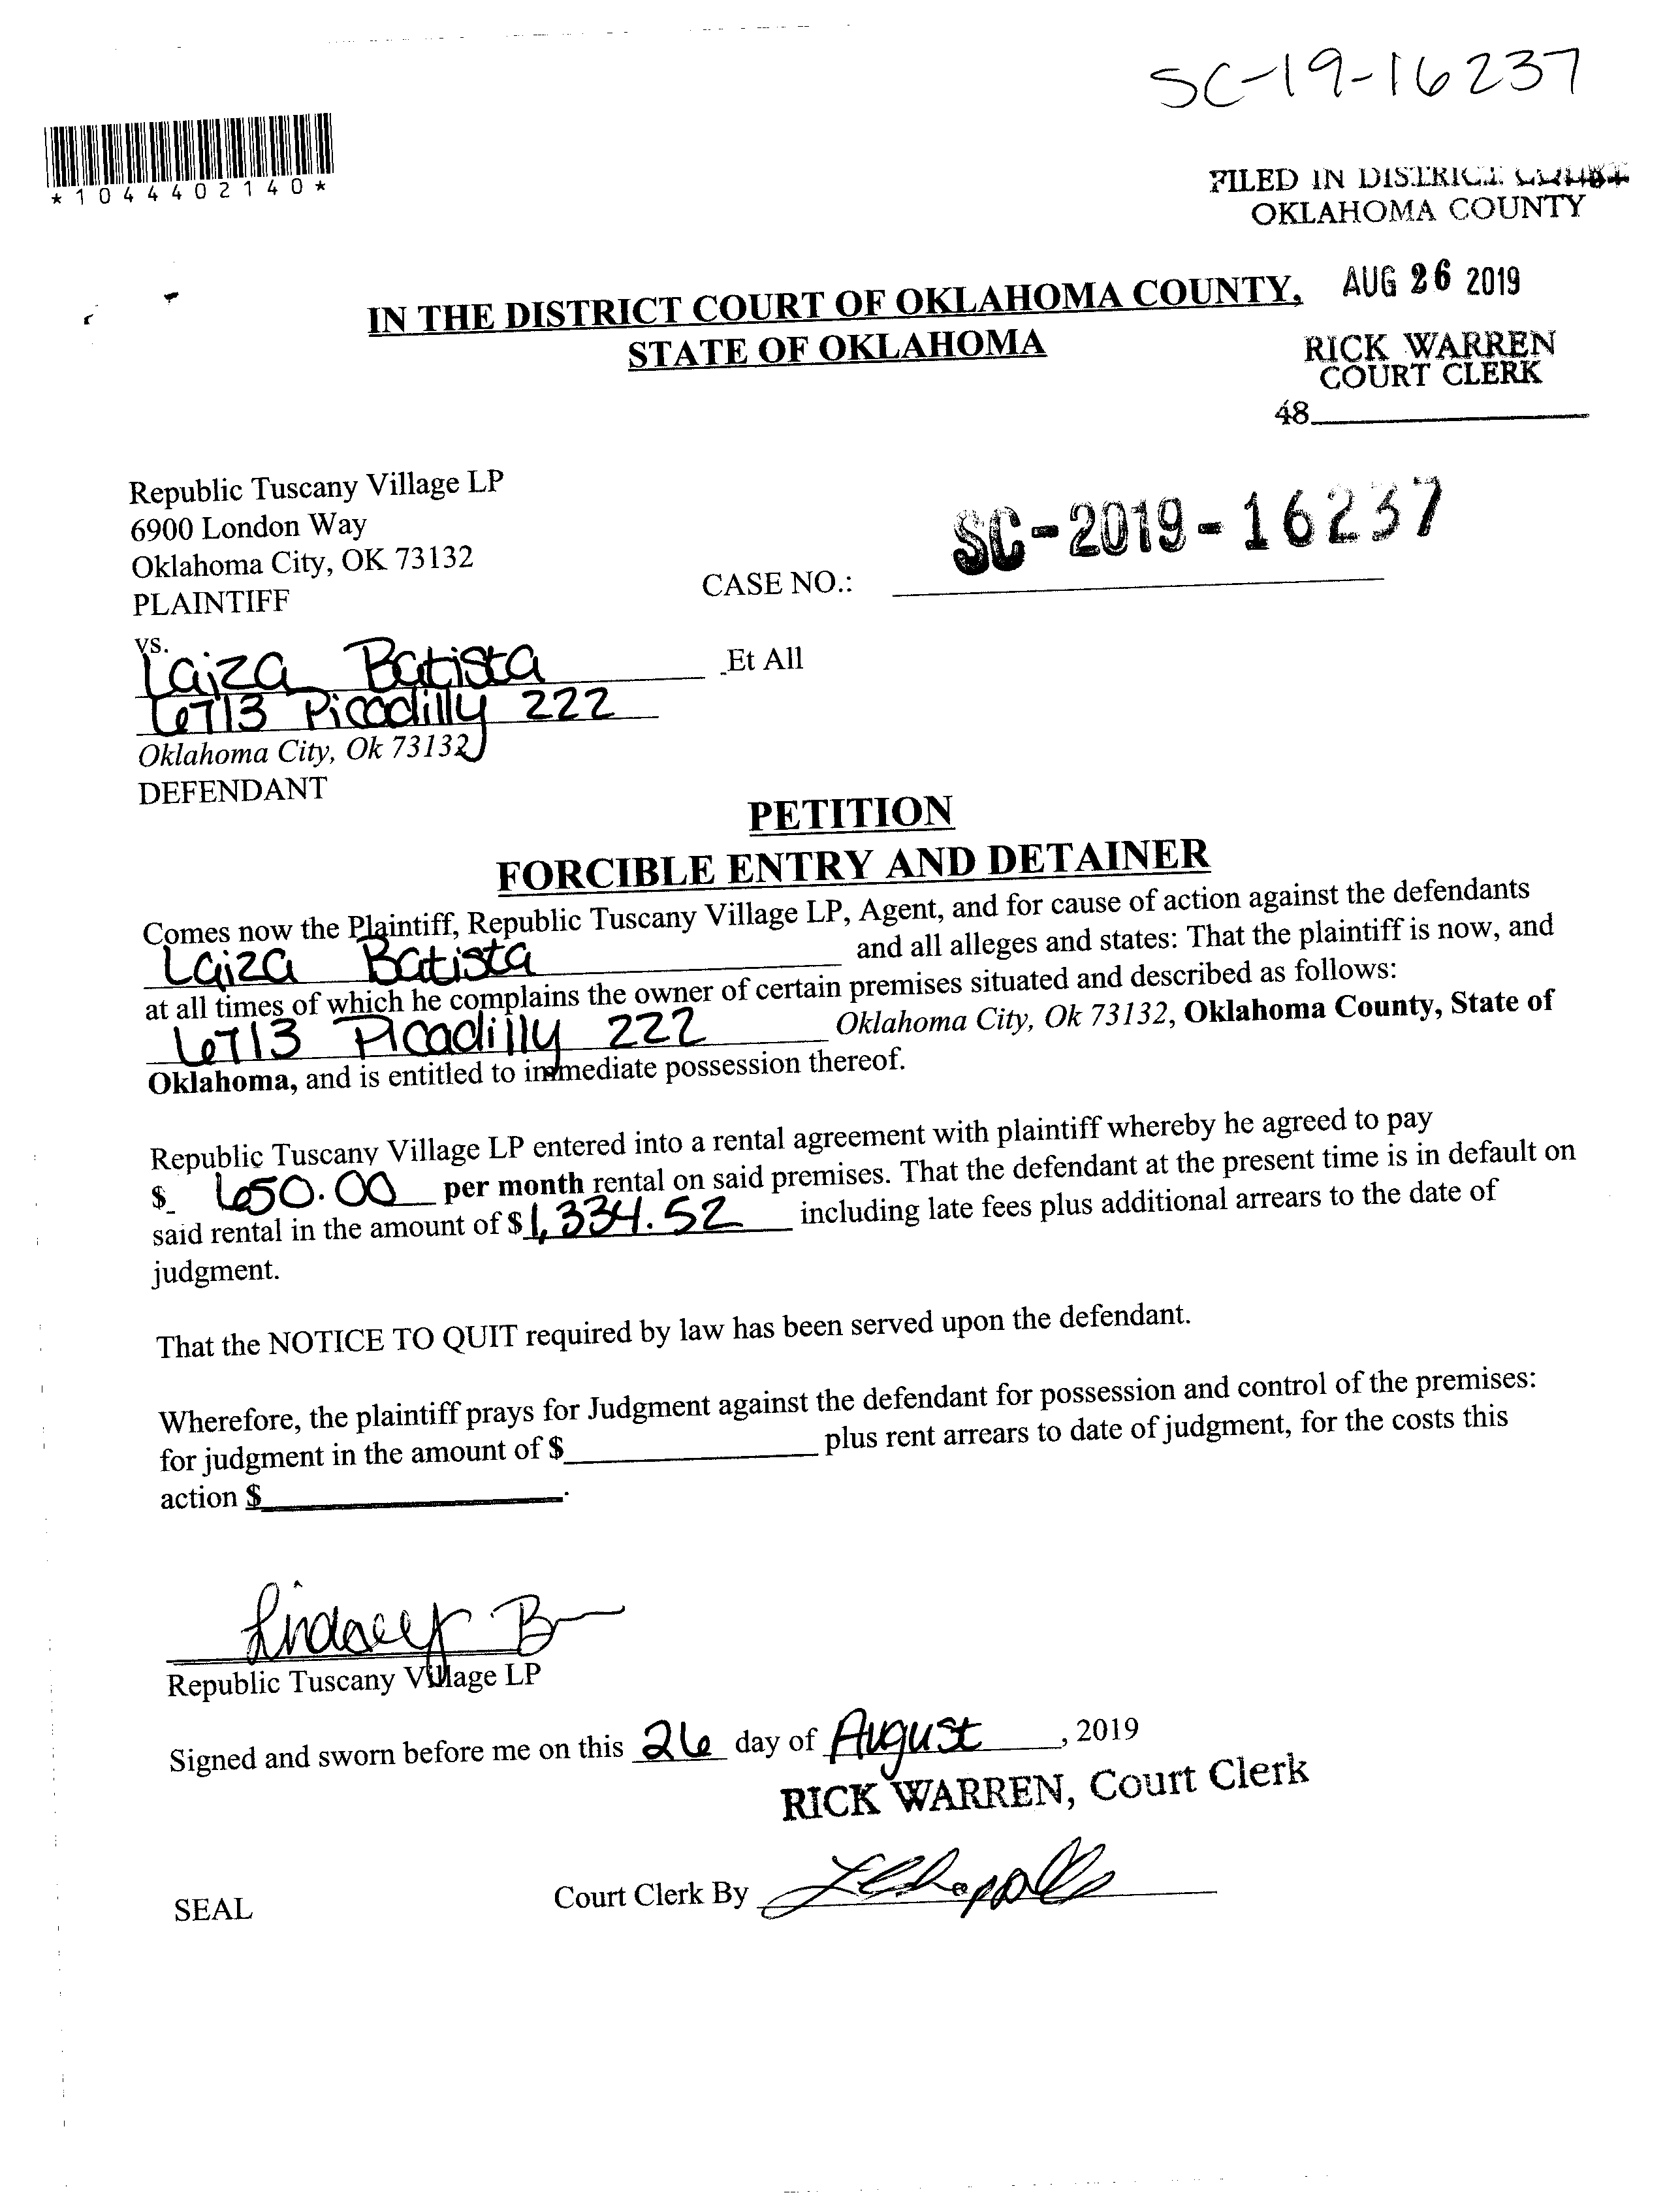 SC-19-16237
*1044402140*
FILED IN DISTRICT COURT
OKLAHOMA COUNTY
IN THE DISTRICT COURT OF OKLAHOMA COUNTY,
STATE OF OKLAHOMA
AUG 26 2019
RICK WARREN
COURT CLERK
48
Republic Tuscany Village LP
6900 London Way
Oklahoma City, OK 73132
PLAINTIFF
CASE NO.: SC-2019-16237
vs.
Laiza Batista Et All
6713 Picadilly 222
Oklahoma City, Ok 73132
DEFENDANT
PETITION
FORCIBLE ENTRY AND DETAINER
Comes now the Plaintiff, Republic Tuscany Village LP, Agent, and for cause of action against the defendants
Laiza Batista and all alleges and states: That the plaintiff is now, and
at all times of which he complains the owner of certain premises situated and described as follows:
6713 Picadilly 222 Oklahoma City, Ok 73132, Oklahoma County, State of
Oklahoma, and is entitled to immediate possession thereof.
Republic Tuscany Village LP entered into a rental agreement with plaintiff whereby he agreed to pay
$ 650.00 per month rental on said premises. That the defendant at the present time is in default on
said rental in the amount of $ 1,334.52 including late fees plus additional arrears to the date of
judgment.
That the NOTICE TO QUIT required by law has been served upon the defendant.
Wherefore, the plaintiff prays for Judgment against the defendant for possession and control of the premises:
for judgment in the amount of $ plus rent arrears to date of judgment, for the costs this
action $ .
Lindsey B
Republic Tuscany Village LP
Signed and sworn before me on this 26 day of August, 2019
RICK WARREN, Court Clerk
SEAL
Court Clerk By